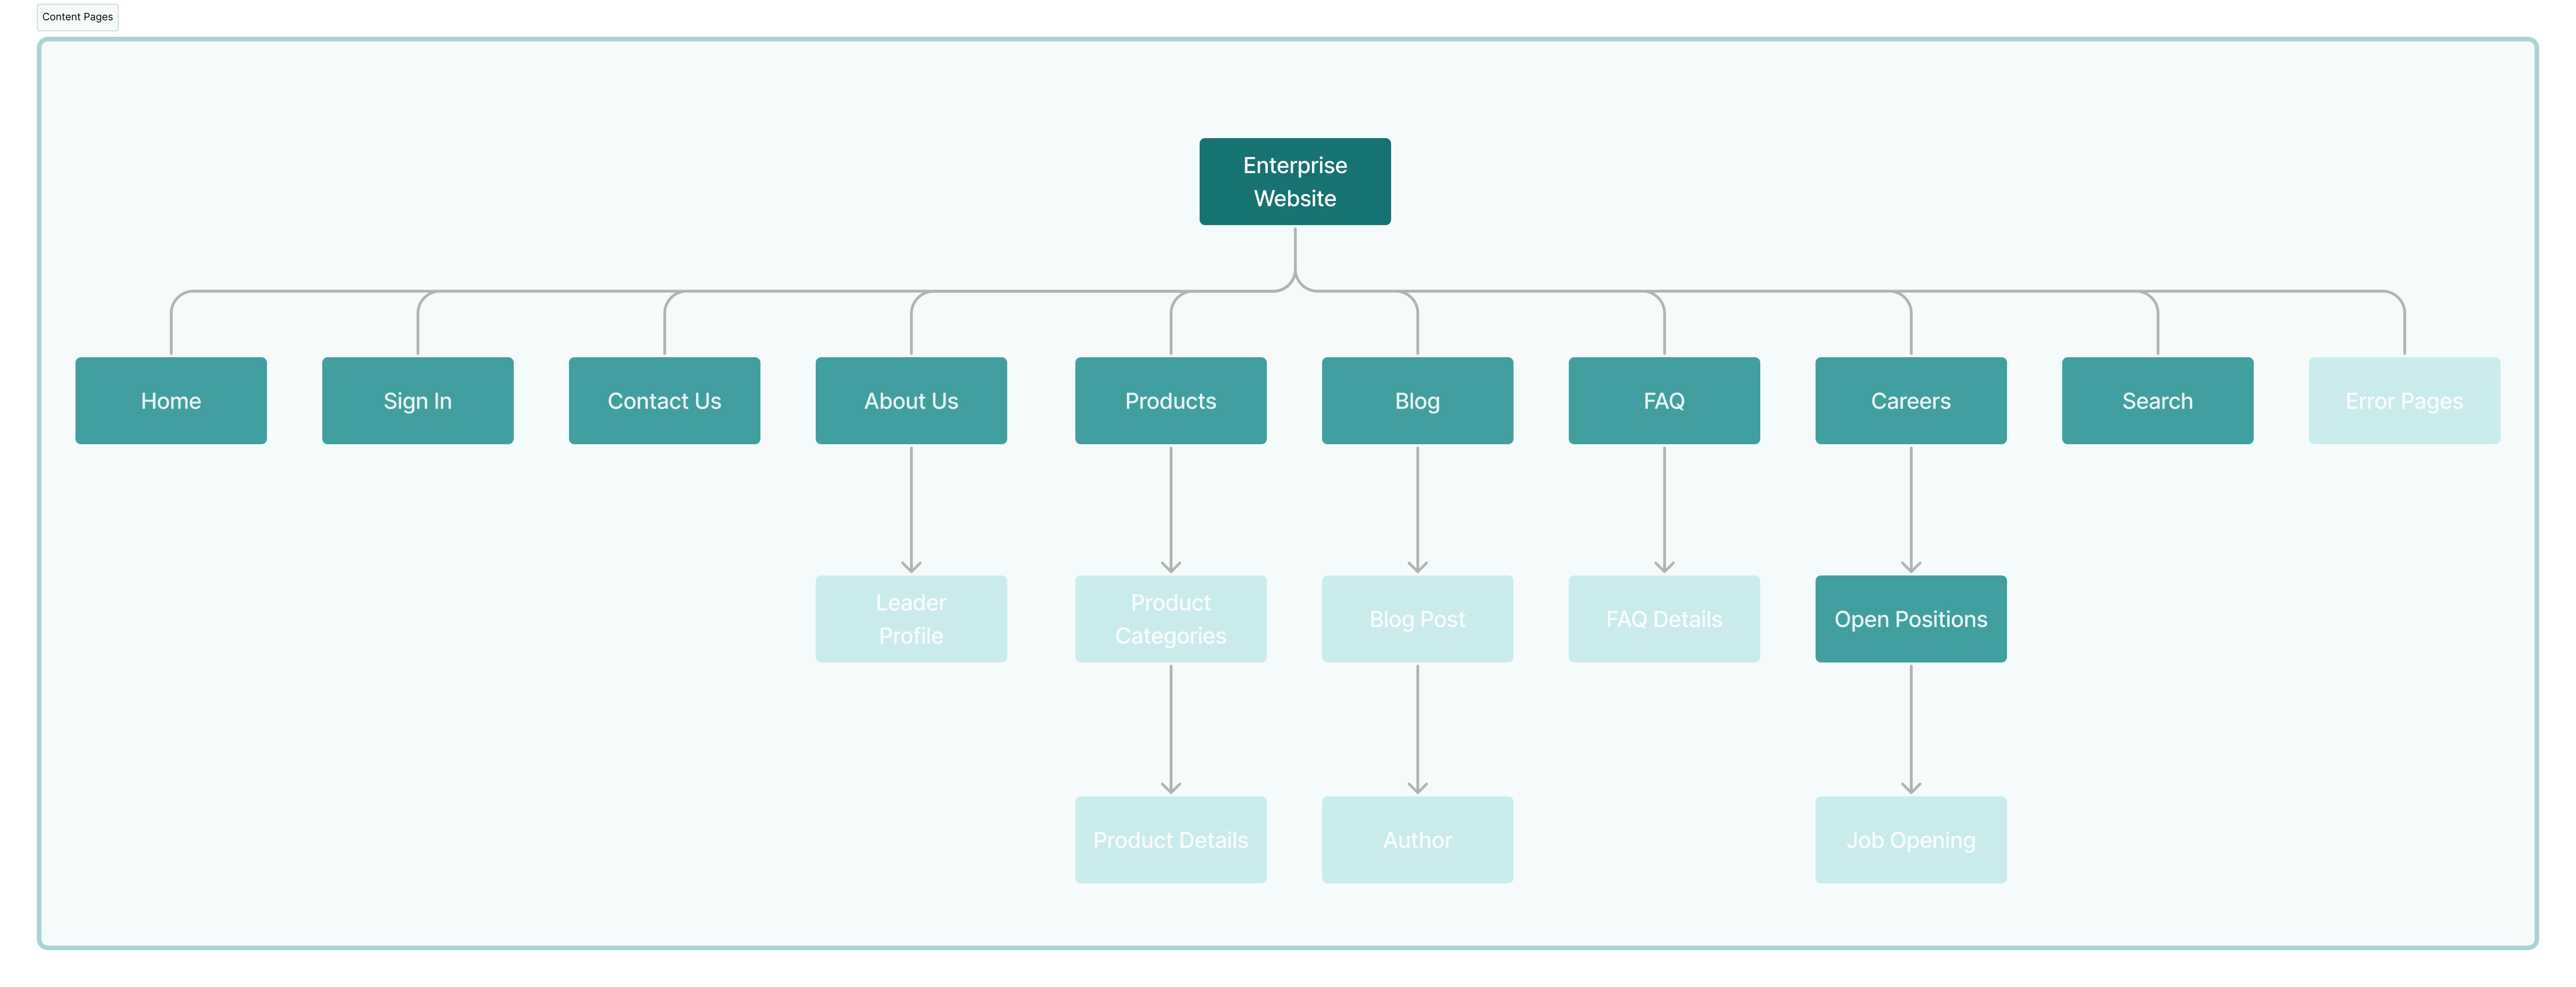 Content Pages
Enterprise
Website
Home
Sign In
Contact Us
About Us
Products
Blog
FAQ
Careers
Search
Error Pages
Leader
Profile
Product
Categories
Blog Post
FAQ Details
Open Positions
Product Details
Author
Job Opening